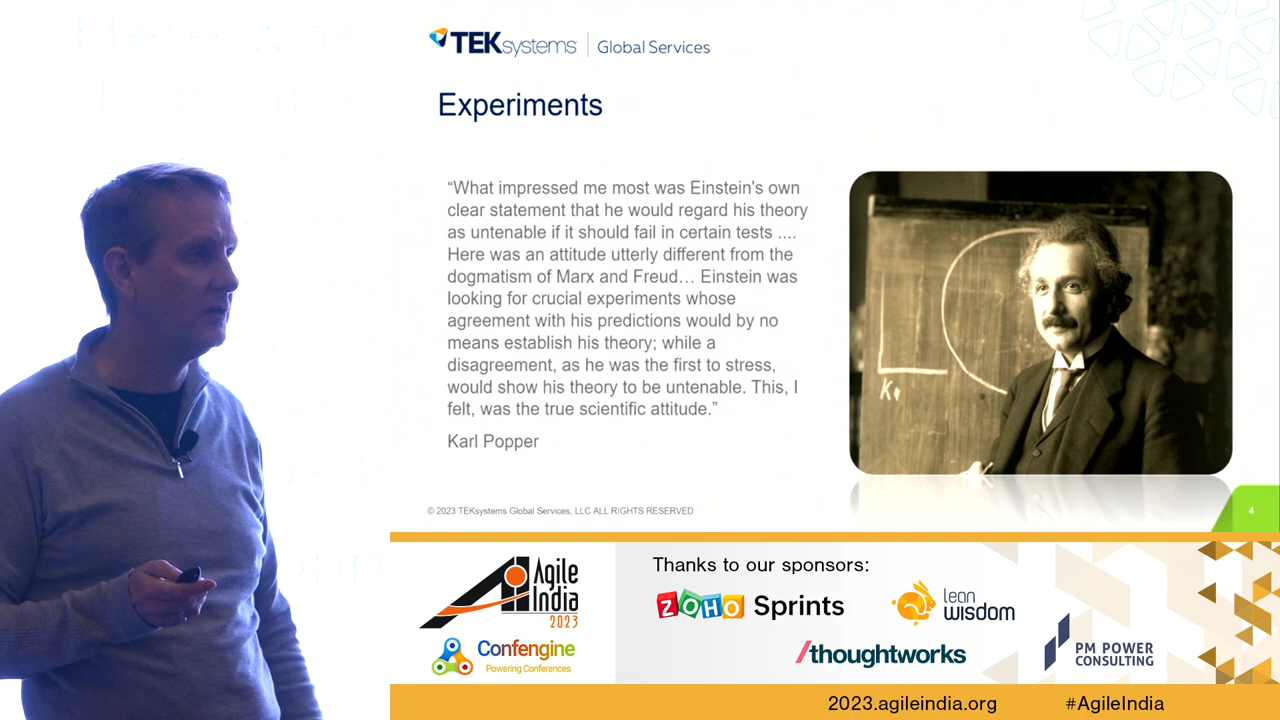 TEKsystems | Global Services
Experiments
“What impressed me most was Einstein's own
clear statement that he would regard his theory
as untenable if it should fail in certain tests ....
Here was an attitude utterly different from the
dogmatism of Marx and Freud… Einstein was
looking for crucial experiments whose
agreement with his predictions would by no
means establish his theory; while a
disagreement, as he was the first to stress,
would show his theory to be untenable. This, I
felt, was the true scientific attitude.”
Karl Popper
© 2023 TEKsystems Global Services, LLC ALL RIGHTS RESERVED
4
Agile
India
2023
Confengine
Powering Conferences
Thanks to our sponsors:
ZOHO Sprints
lean
wisdom
/thoughtworks
PM POWER
CONSULTING
2023.agileindia.org
#AgileIndia